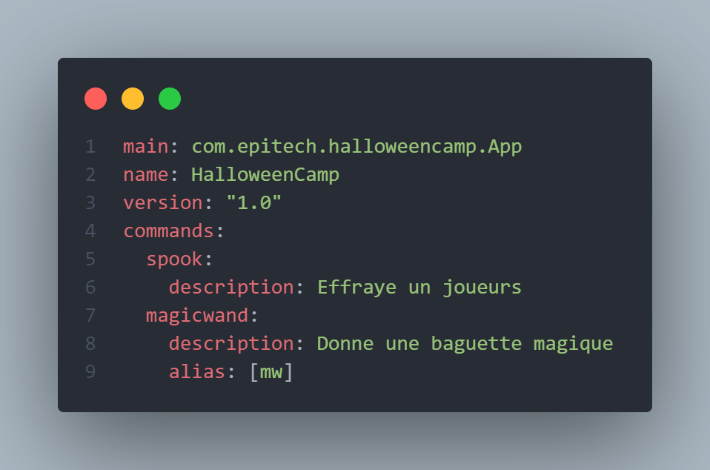 1 main: com.epitech.halloweencamp.App
2 name: HalloweenCamp
3 version: "1.0"
4 commands:
5   spook:
6     description: Effraye un joueurs
7   magicwand:
8     description: Donne une baguette magique
9     alias: [mw]